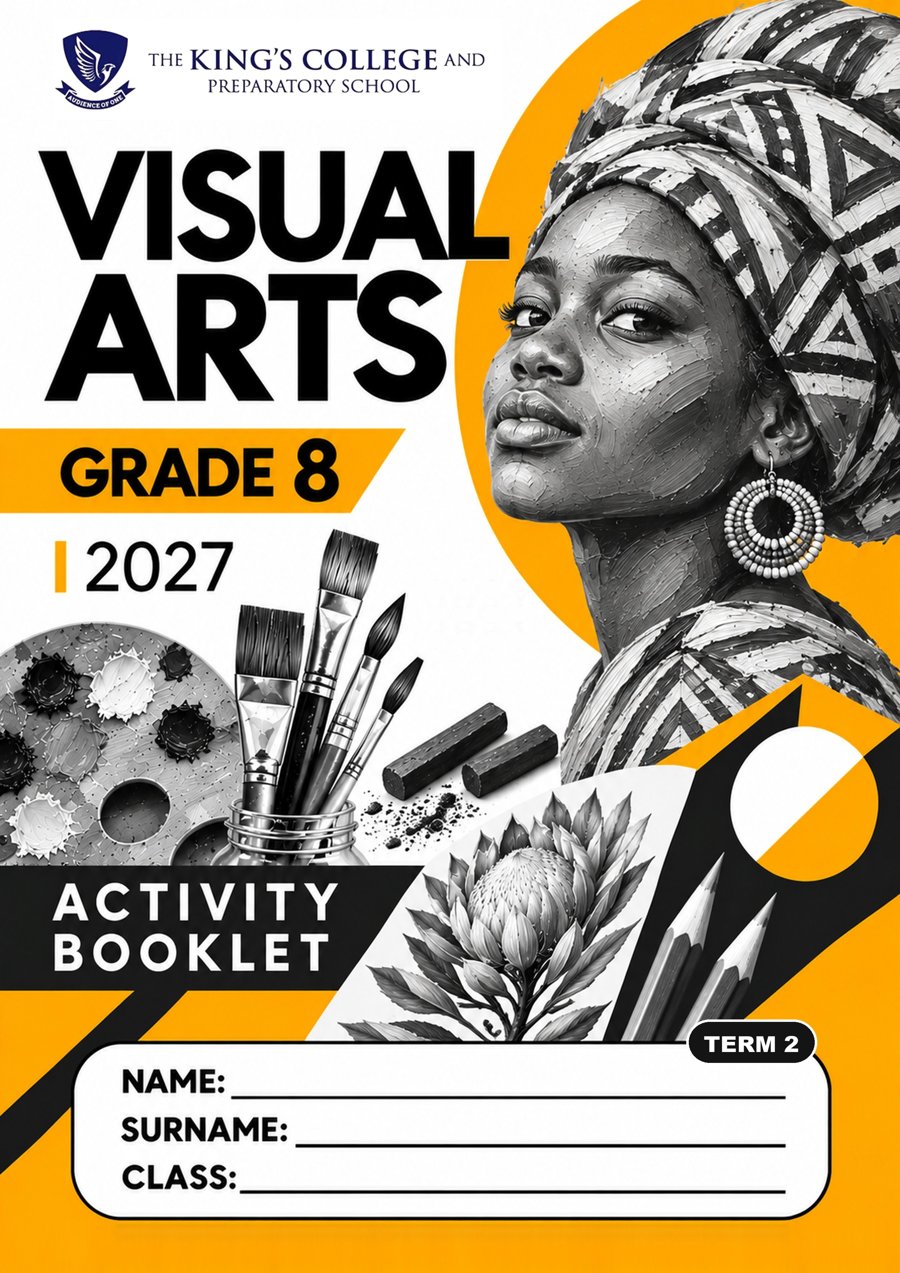 AUDIENCE OF ONE
THE KING'S COLLEGE AND
PREPARATORY SCHOOL
VISUAL
ARTS
GRADE 8
2027
ACTIVITY
BOOKLET
TERM 2
NAME:
SURNAME:
CLASS: